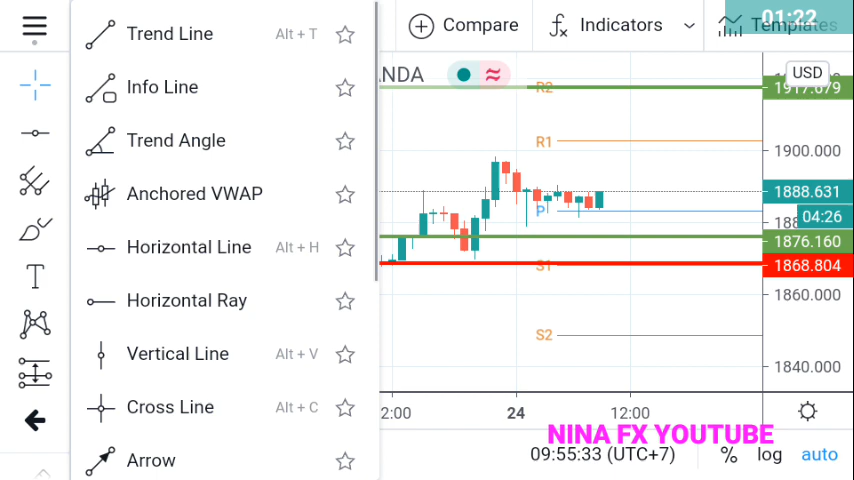 Trend Line Alt + T
Info Line
Trend Angle
Anchored VWAP
Horizontal Line Alt + H
Horizontal Ray
Vertical Line Alt + V
Cross Line Alt + C
Arrow
T
Compare
fx Indicators
Templates
01:22
NDA
USD
R2
1917.679
R1
1900.000
1888.631
P
04:26
188
1876.160
1868.804
S1
1860.000
S2
1840.000
2:00 24 12:00
NINA FX YOUTUBE
09:55:33 (UTC+7) % log auto